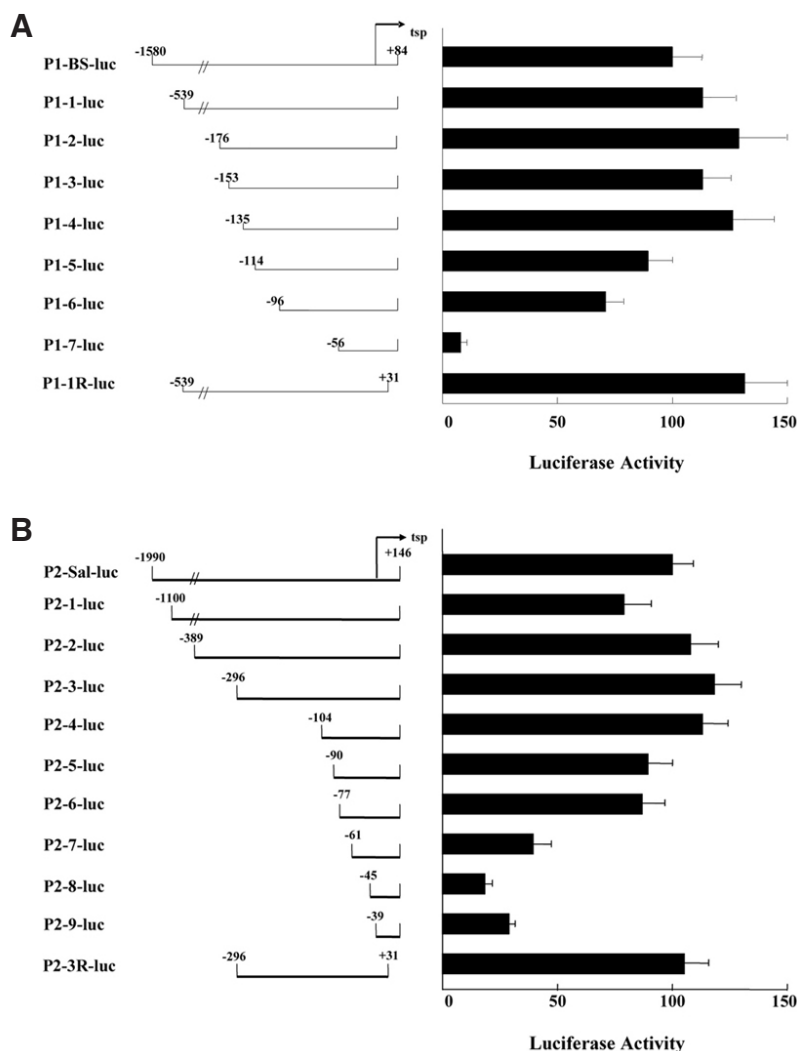 A
tsp
-1580
+84
P1-BS-luc
-539
P1-1-luc
-176
P1-2-luc
-153
P1-3-luc
-135
P1-4-luc
-114
P1-5-luc
-96
P1-6-luc
-56
P1-7-luc
-539
+31
P1-1R-luc
0 50 100 150
Luciferase Activity
B
tsp
-1990
+146
P2-Sal-luc
-1100
P2-1-luc
-389
P2-2-luc
-296
P2-3-luc
-104
P2-4-luc
-90
P2-5-luc
-77
P2-6-luc
-61
P2-7-luc
-45
P2-8-luc
-39
P2-9-luc
-296
+31
P2-3R-luc
0 50 100 150
Luciferase Activity